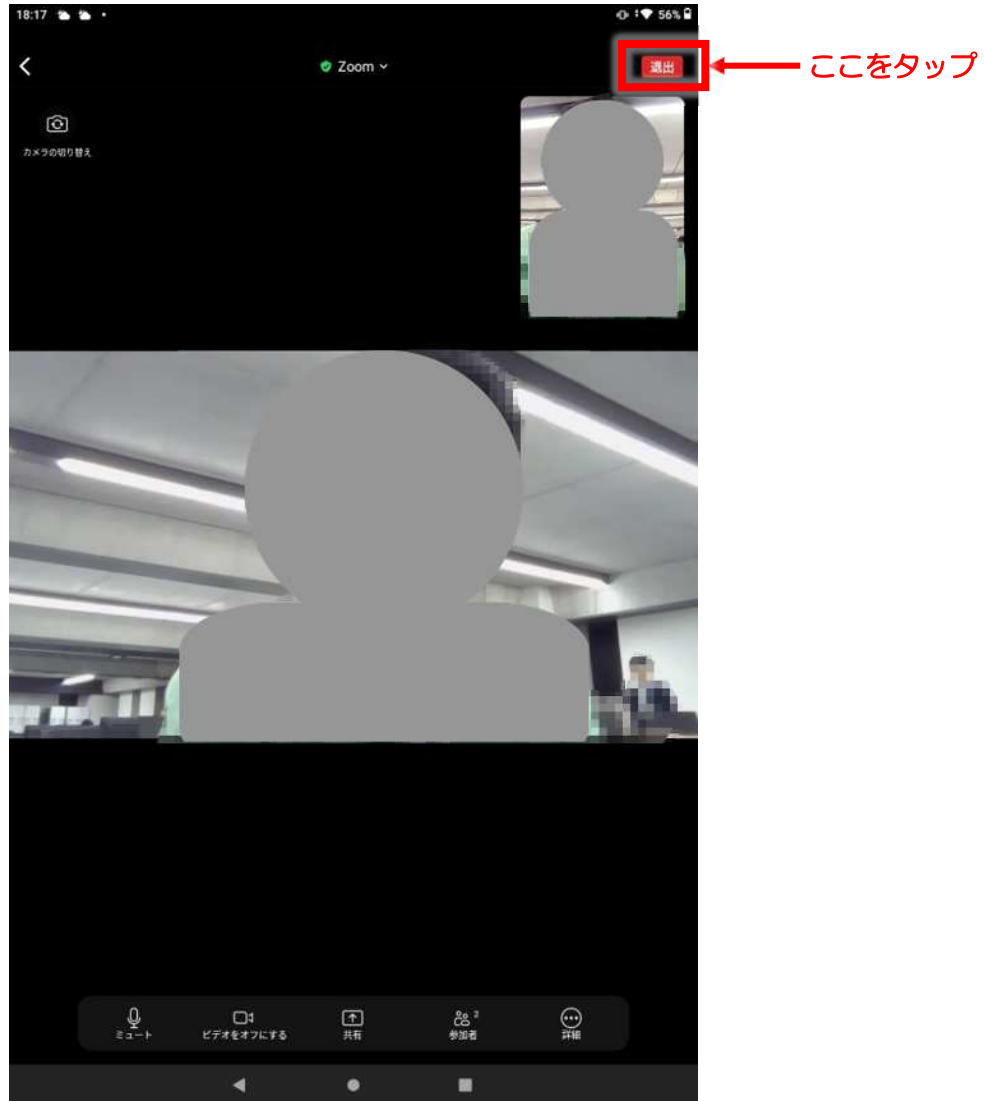 18:17
56%
Zoom
退出
ここをタップ
カメラの切り替え
ミュート
ビデオをオフにする
共有
2
参加者
詳細